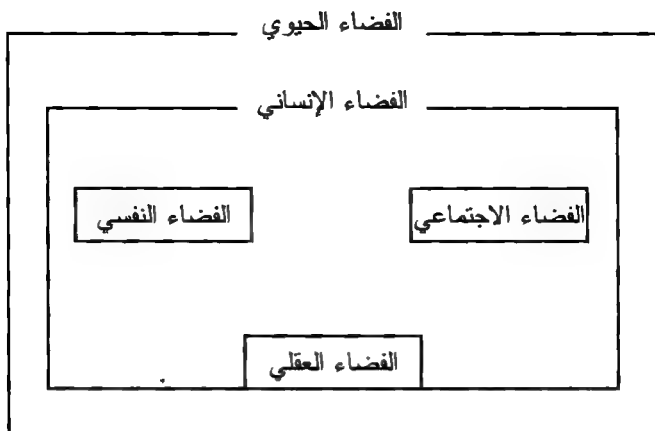 الفضاء الحيوي
الفضاء الإنساني
الفضاء الاجتماعي
الفضاء النفسي
الفضاء العقلي